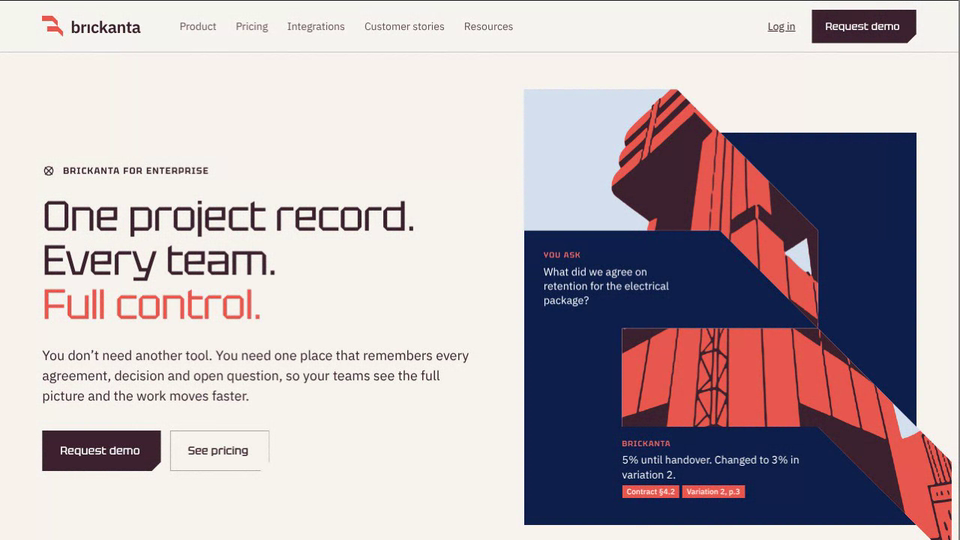 brıckanta
Product
Pricing
Integrations
Customer stories
Resources
Log in
Request demo
BRICKANTA FOR ENTERPRISE
One project record.
Every team.
Full control.
You don’t need another tool. You need one place that remembers every
agreement, decision and open question, so your teams see the full
picture and the work moves faster.
Request demo
See pricing
YOU ASK
What did we agree on
retention for the electrical
package?
BRICKANTA
5% until handover. Changed to 3% in
variation 2.
Contract §4.2
Variation 2, p.3